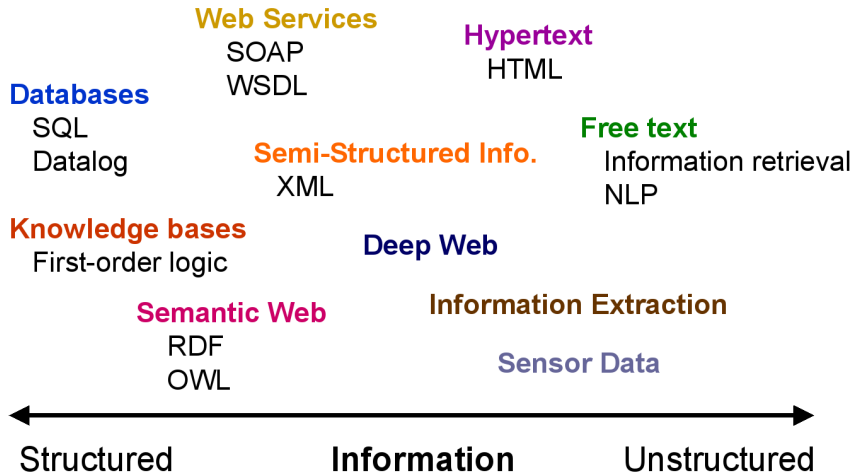 Web Services
SOAP
WSDL
Hypertext
HTML
Databases
SQL
Datalog
Free text
Information retrieval
NLP
Semi-Structured Info.
XML
Knowledge bases
First-order logic
Deep Web
Semantic Web
RDF
OWL
Information Extraction
Sensor Data
Structured
Information
Unstructured